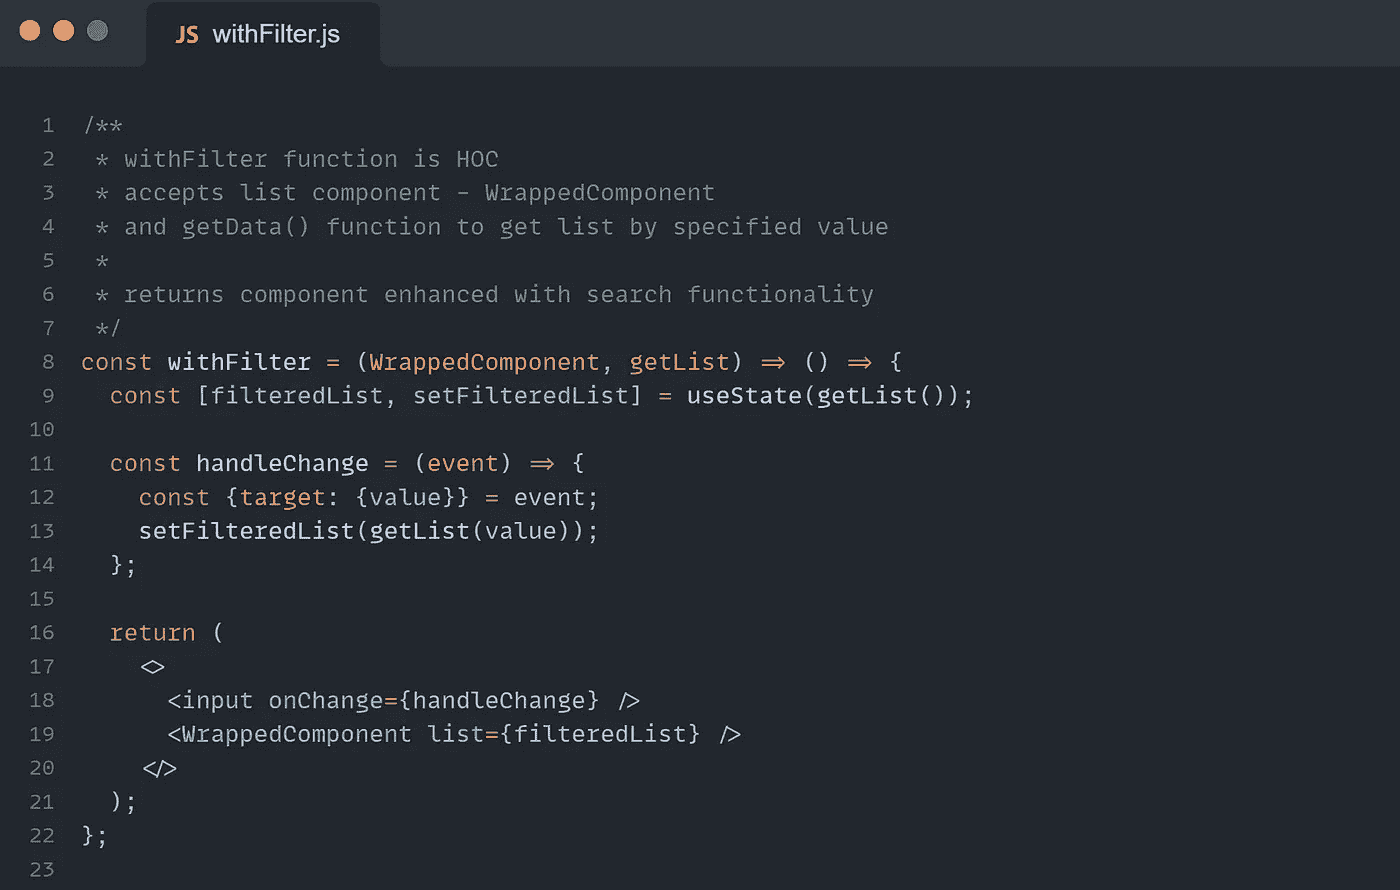 JS withFilter.js
1 /**
2  * withFilter function is HOC
3  * accepts list component - WrappedComponent
4  * and getData() function to get list by specified value
5  *
6  * returns component enhanced with search functionality
7  */
8 const withFilter = (WrappedComponent, getList) => () => {
9   const [filteredList, setFilteredList] = useState(getList());
10
11   const handleChange = (event) => {
12     const {target: {value}} = event;
13     setFilteredList(getList(value));
14   };
15
16   return (
17     <>
18       <input onChange={handleChange} />
19       <WrappedComponent list={filteredList} />
20     </>
21   );
22 };
23